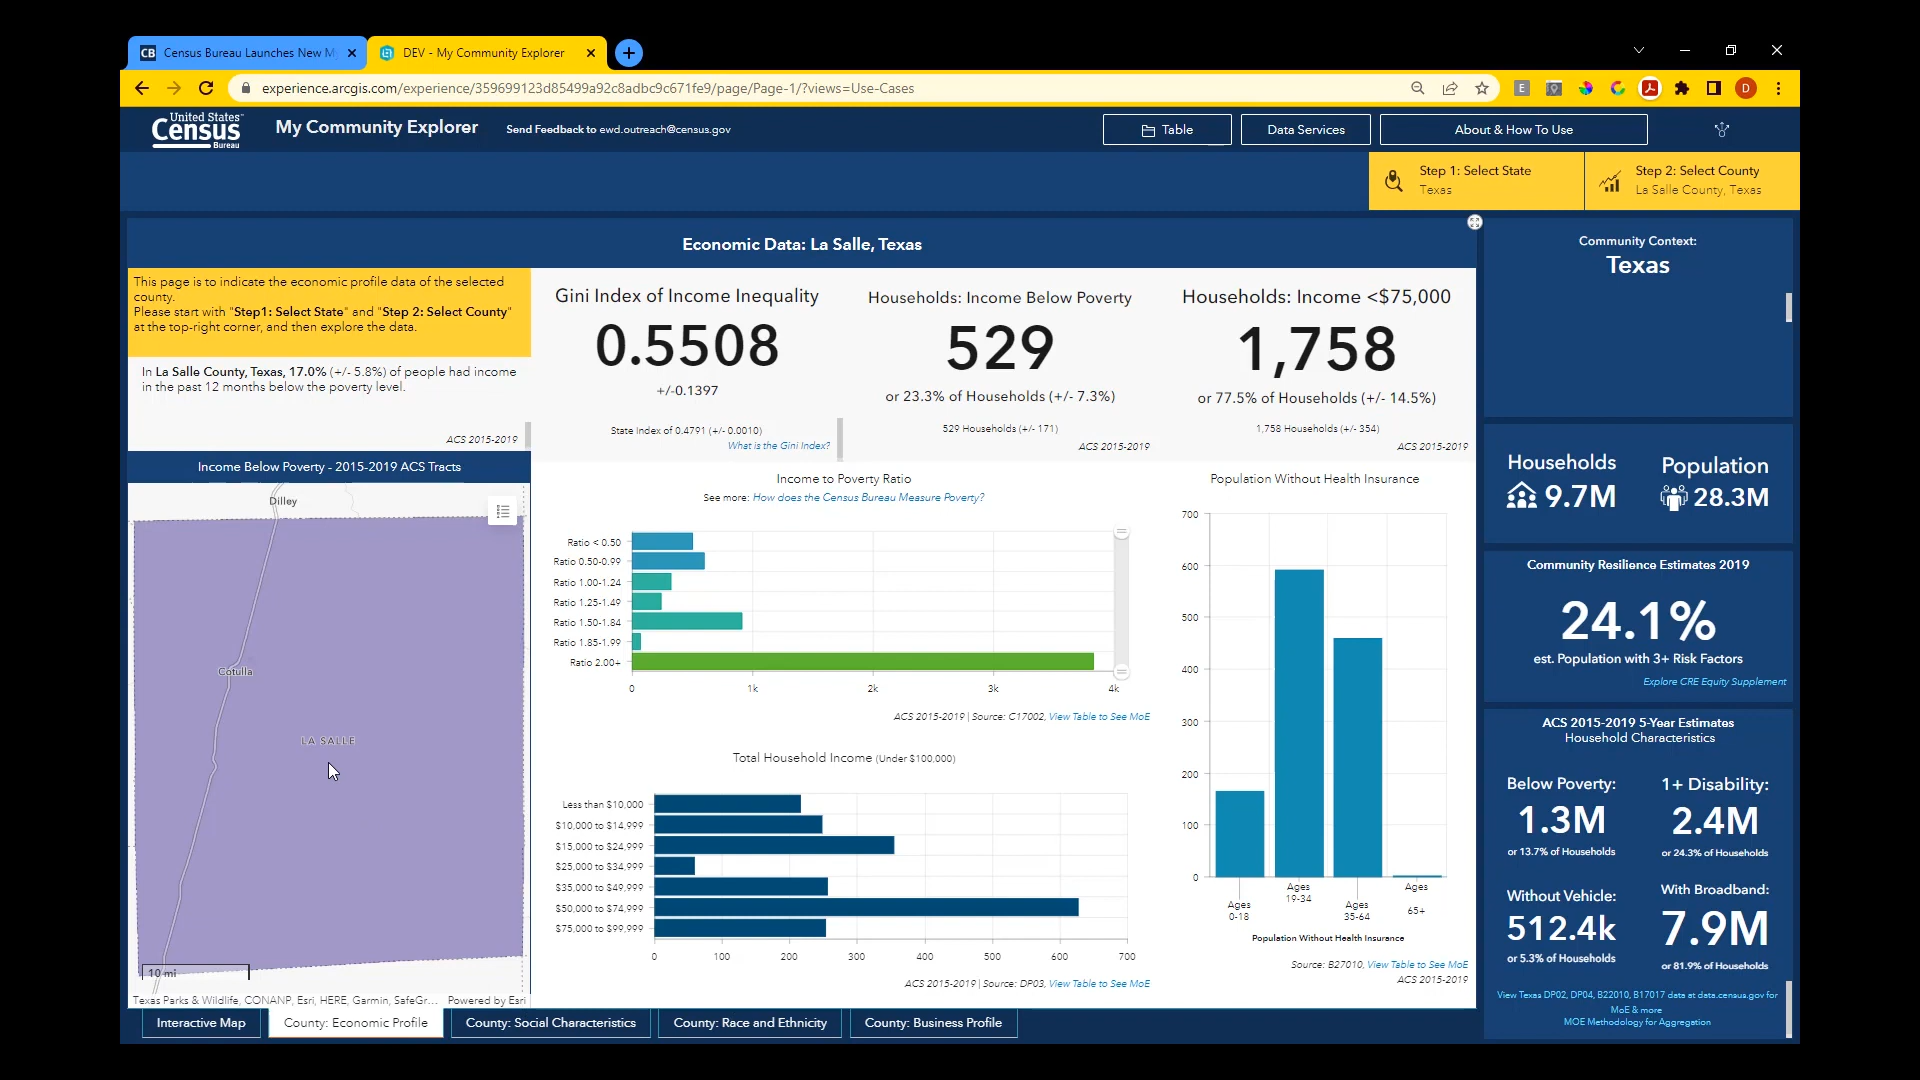 CB Census Bureau Launches New M
DEV - My Community Explorer
experience.arcgis.com/experience/359699123d85499a92c8adbc9c671fe9/page/Page-1/?views=Use-Cases
E
D
United States™
Census
Bureau
My Community Explorer
Send Feedback to ewd.outreach@census.gov
Table
Data Services
About & How To Use
Step 1: Select State
Texas
Step 2: Select County
La Salle County, Texas
Economic Data: La Salle, Texas
This page is to indicate the economic profile data of the selected
county.
Please start with "Step1: Select State" and "Step 2: Select County"
at the top-right corner, and then explore the data.
In La Salle County, Texas, 17.0% (+/- 5.8%) of people had income
in the past 12 months below the poverty level.
ACS 2015-2019
Income Below Poverty - 2015-2019 ACS Tracts
Dilley
Cotulla
LA SALLE
10 mi
Texas Parks & Wildlife, CONANP, Esri, HERE, Garmin, SafeGr...
Powered by Esri
Gini Index of Income Inequality
0.5508
+/-0.1397
State Index of 0.4791 (+/- 0.0010)
What is the Gini Index?
Households: Income Below Poverty
529
or 23.3% of Households (+/- 7.3%)
529 Households (+/- 171)
ACS 2015-2019
Households: Income <$75,000
1,758
or 77.5% of Households (+/- 14.5%)
1,758 Households (+/- 354)
ACS 2015-2019
Income to Poverty Ratio
See more: How does the Census Bureau Measure Poverty?
Ratio < 0.50
Ratio 0.50-0.99
Ratio 1.00-1.24
Ratio 1.25-1.49
Ratio 1.50-1.84
Ratio 1.85-1.99
Ratio 2.00+
0 1k 2k 3k 4k
ACS 2015-2019 | Source: C17002, View Table to See MoE
Total Household Income (Under $100,000)
Less than $10,000
$10,000 to $14,999
$15,000 to $24,999
$25,000 to $34,999
$35,000 to $49,999
$50,000 to $74,999
$75,000 to $99,999
0 100 200 300 400 500 600 700
ACS 2015-2019 | Source: DP03, View Table to See MoE
Population Without Health Insurance
700
600
500
400
300
200
100
0
Ages
0-18
Ages
19-34
Ages
35-64
Ages
65+
Population Without Health Insurance
Source: B27010, View Table to See MoE
ACS 2015-2019
Community Context:
Texas
Households
9.7M
Population
28.3M
Community Resilience Estimates 2019
24.1%
est. Population with 3+ Risk Factors
Explore CRE Equity Supplement
ACS 2015-2019 5-Year Estimates
Household Characteristics
Below Poverty:
1.3M
or 13.7% of Households
1+ Disability:
2.4M
or 24.3% of Households
Without Vehicle:
512.4k
or 5.3% of Households
With Broadband:
7.9M
or 81.9% of Households
View Texas DP02, DP04, B22010, B17017 data at data.census.gov for
MoE & more
MOE Methodology for Aggregation
Interactive Map
County: Economic Profile
County: Social Characteristics
County: Race and Ethnicity
County: Business Profile